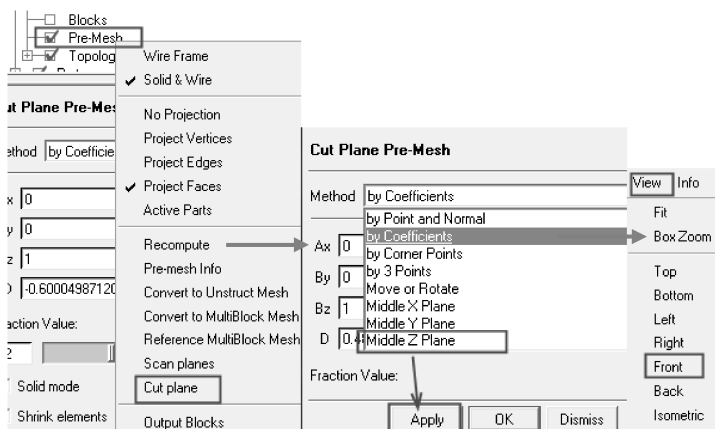 Blocks
Pre-Mesh
Topolog
Wire Frame
Solid & Wire
No Projection
Project Vertices
Project Edges
Project Faces
Active Parts
Recompute
Pre-mesh Info
Convert to Unstruct Mesh
Convert to MultiBlock Mesh
Reference MultiBlock Mesh
Scan planes
Cut plane
Output Blocks
ut Plane Pre-Mes
ethod by Coefficie
x 0
y 0
z 1
) -0.60004987120
action Value:
2
Solid mode
Shrink elements
Cut Plane Pre-Mesh
Method by Coefficients
by Point and Normal
by Coefficients
by Corner Points
by 3 Points
Move or Rotate
Middle X Plane
Middle Y Plane
Middle Z Plane
Ax 0
By 0
Bz 1
D 0.4
Fraction Value:
Apply OK Dismiss
View Info
Fit
Box Zoom
Top
Bottom
Left
Right
Front
Back
Isometric